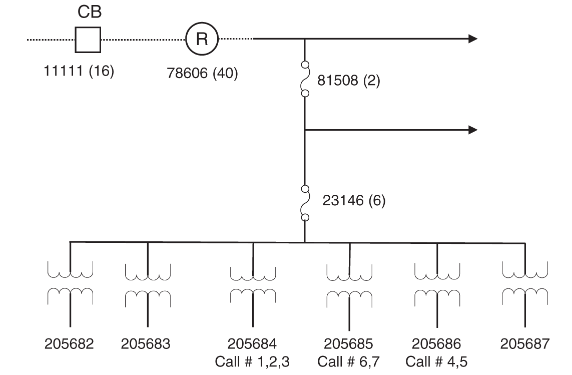 CB
R
11111 (16)
78606 (40)
81508 (2)
23146 (6)
205682 205683 205684 205685 205686 205687
Call # 1,2,3 Call # 6,7 Call # 4,5